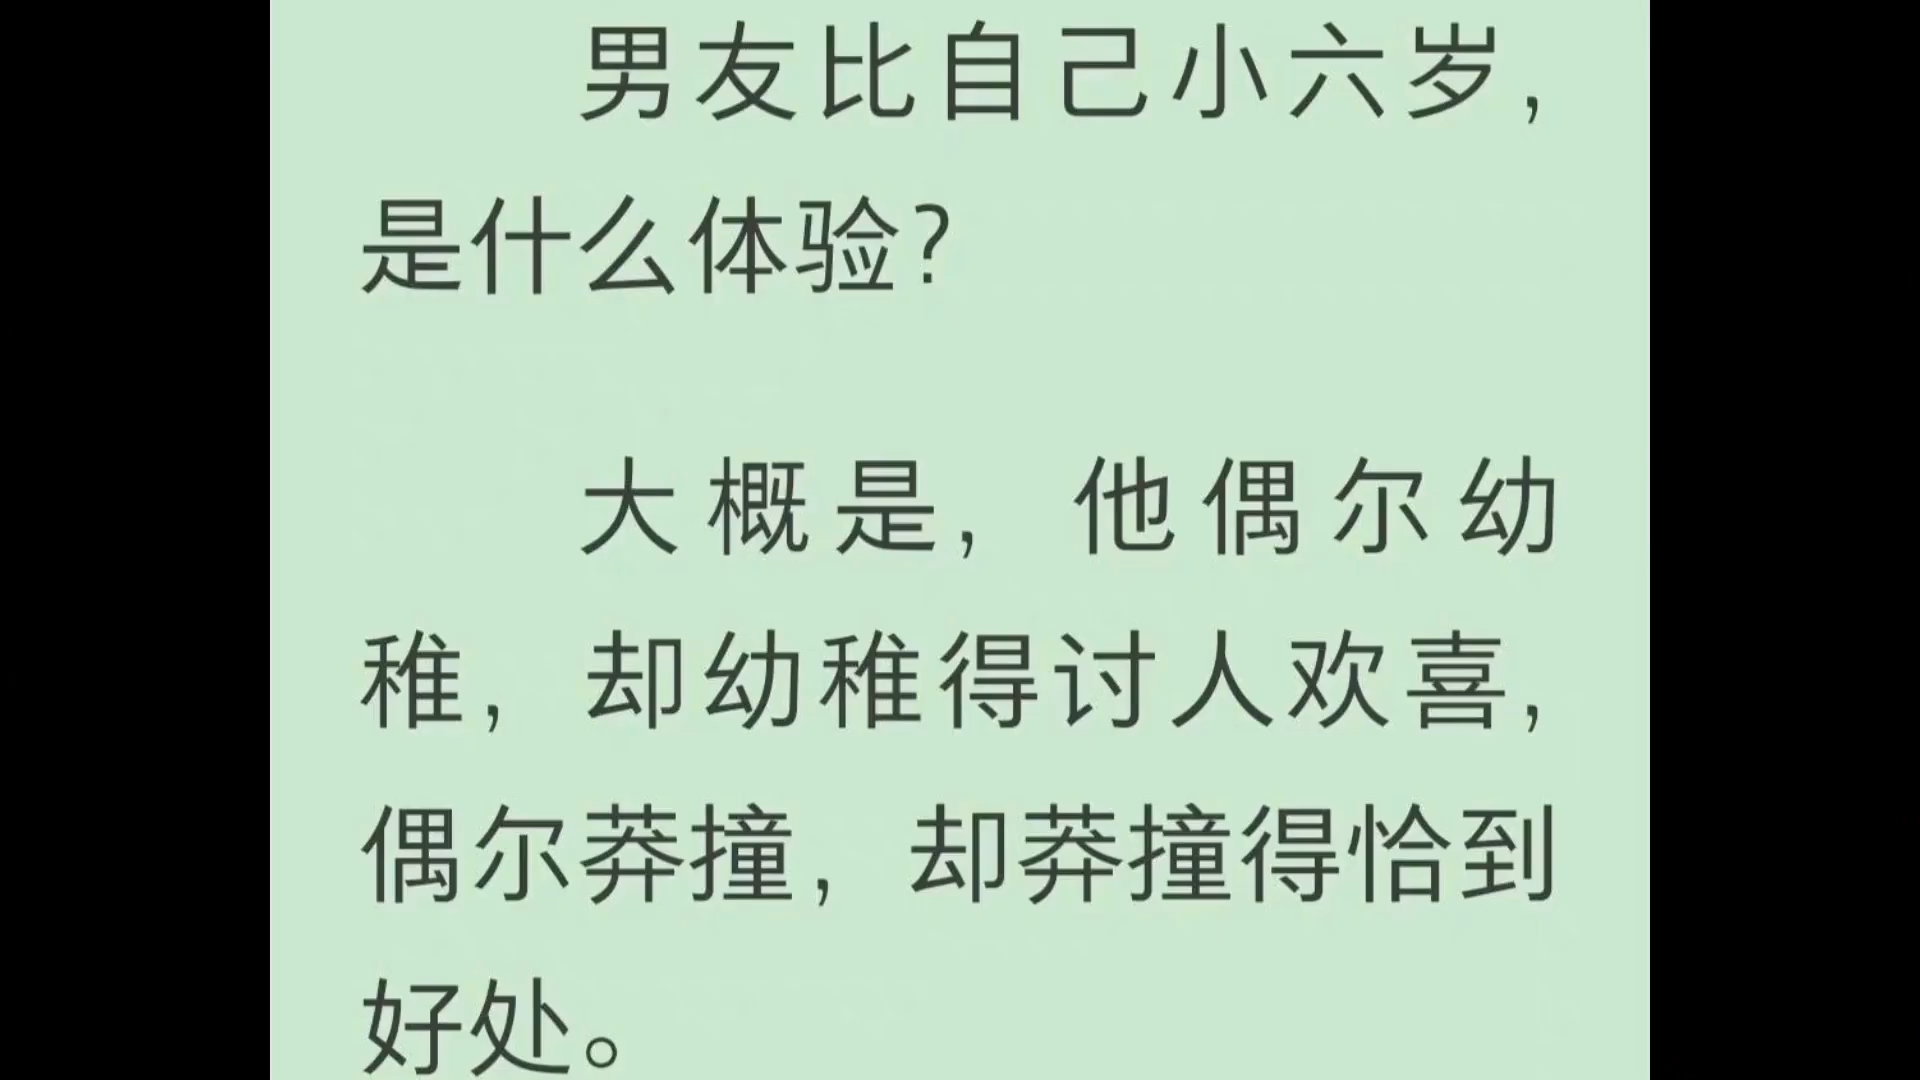 男友比自己小六岁，
是什么体验？
大概是，他偶尔幼
稚，却幼稚得讨人欢喜，
偶尔莽撞，却莽撞得恰到
好处。